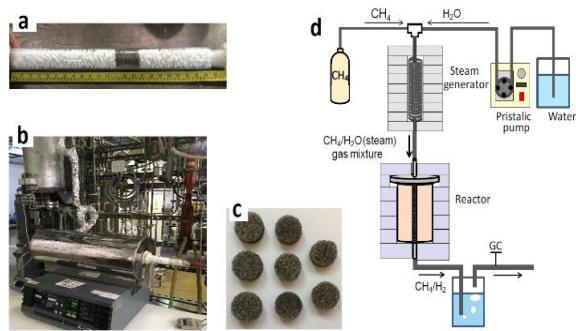 a
b
c
d
CH₄
H₂O
CH₄
Steam
generator
Pristalic
pump
Water
CH₄/H₂O(steam)
gas mixture
Reactor
GC
CH₄/H₂